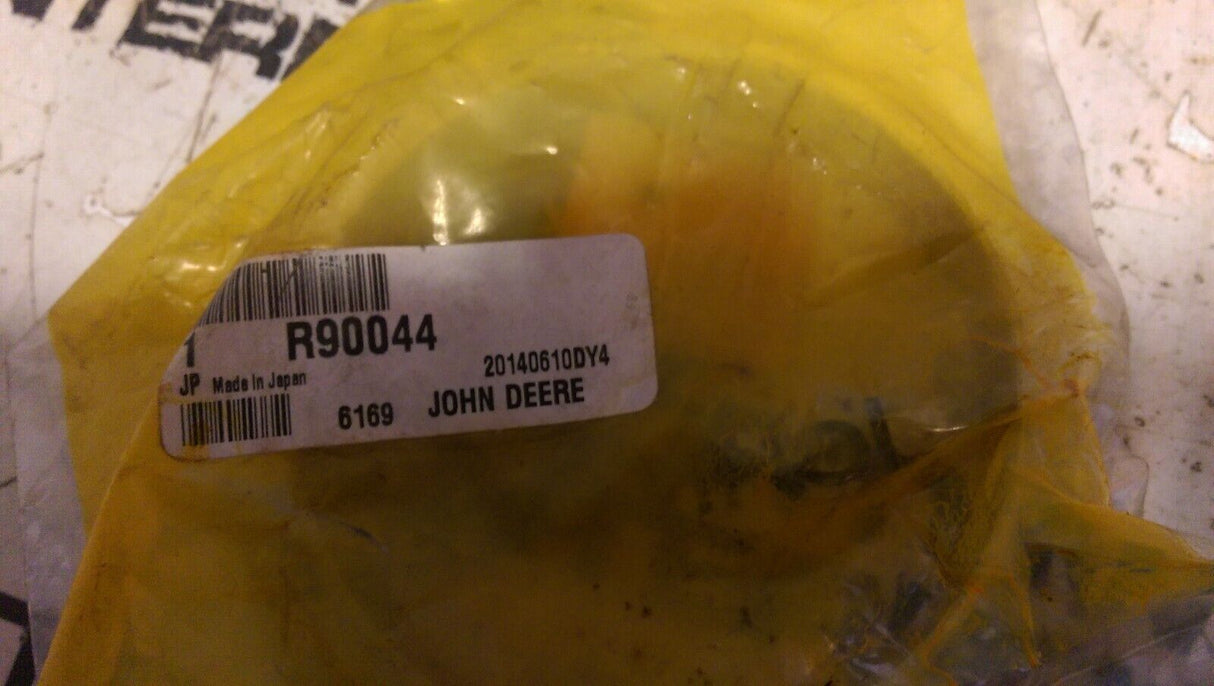 1 R90044
20140610DY4
JP Made In Japan
6169 JOHN DEERE